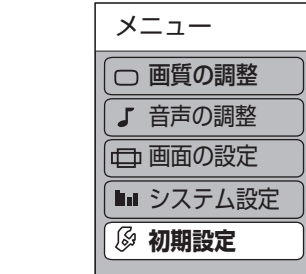 メニュー
画質の調整
音声の調整
画面の設定
システム設定
初期設定